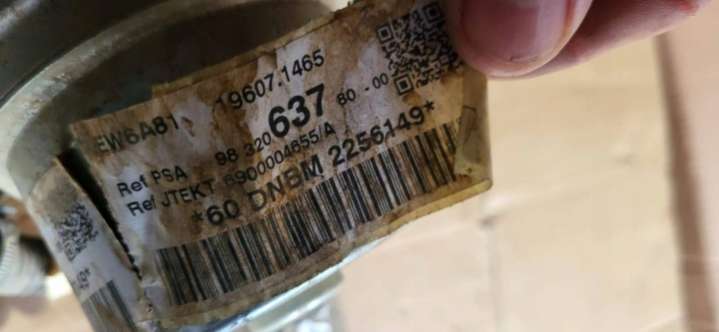 EW6A81 19607.1465
Ref PSA 98 320 637 80 - 00
Ref JTEKT 6900004655/A
*60 DNBM 2256149*